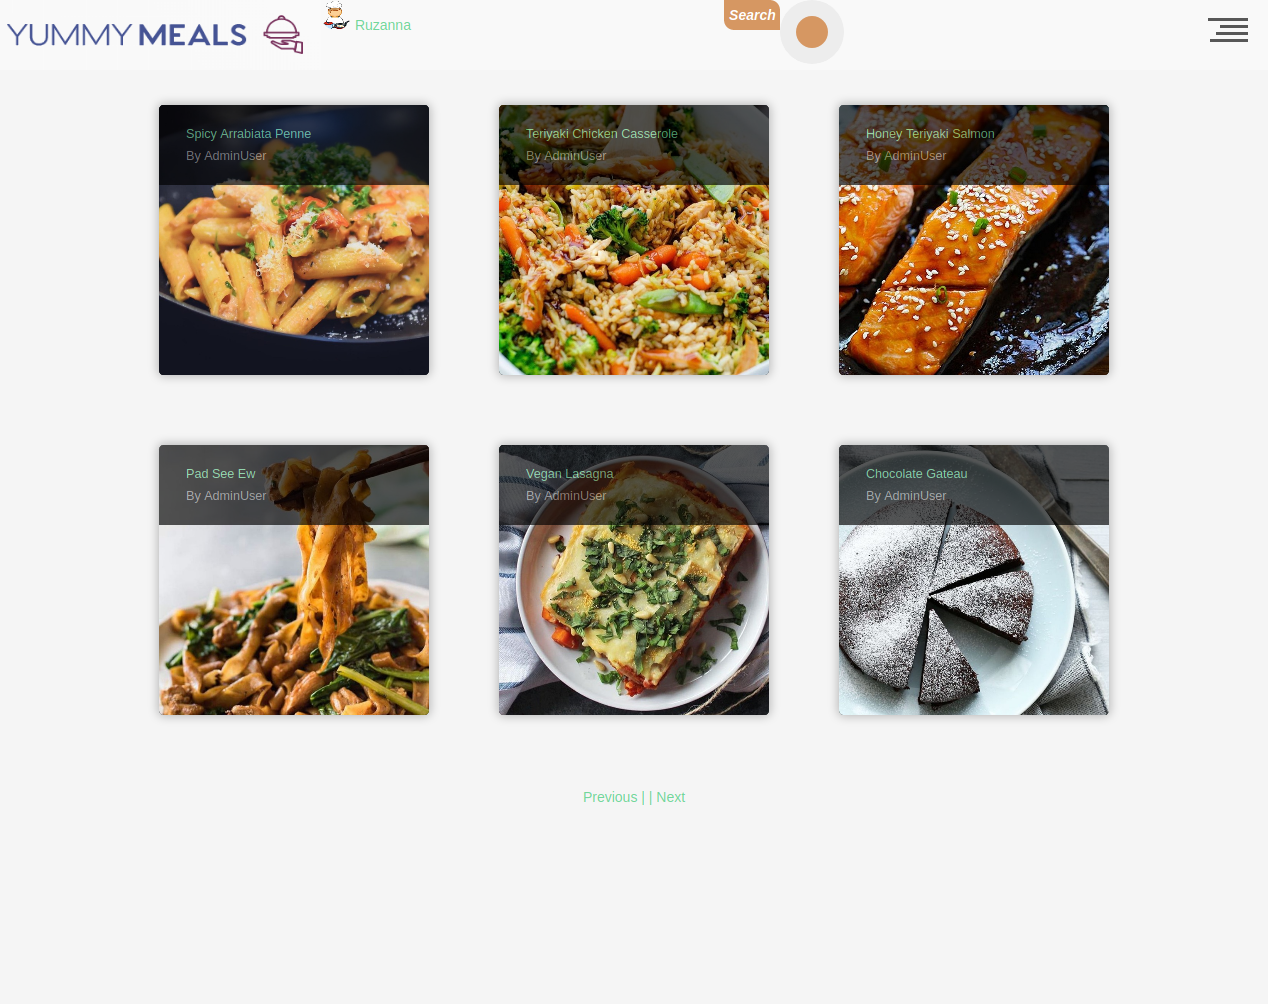 YUMMY MEALS
Ruzanna
Search
Spicy Arrabiata Penne
By AdminUser
Teriyaki Chicken Casserole
By AdminUser
Honey Teriyaki Salmon
By AdminUser
Pad See Ew
By AdminUser
Vegan Lasagna
By AdminUser
Chocolate Gateau
By AdminUser
Previous | | Next